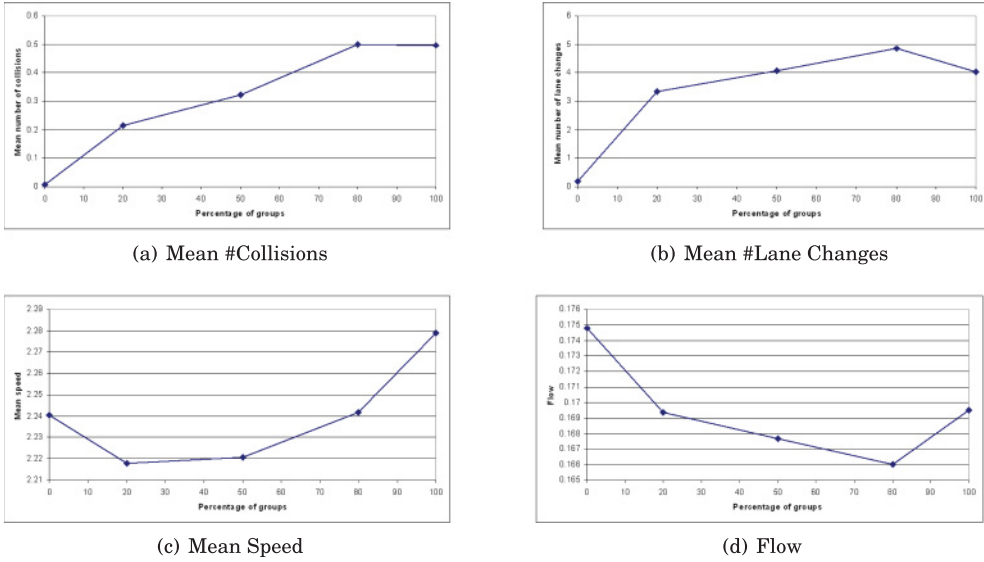 0.6
0.5
0.4
0.3
0.2
0.1
0
Mean number of collisions
0 10 20 30 40 50 60 70 80 90 100
Percentage of groups
(a) Mean #Collisions
6
5
4
3
2
1
0
Mean number of lane changes
0 10 20 30 40 50 60 70 80 90 100
Percentage of groups
(b) Mean #Lane Changes
2.29
2.28
2.27
2.26
2.25
2.24
2.23
2.22
2.21
Mean speed
0 10 20 30 40 50 60 70 80 90 100
Percentage of groups
(c) Mean Speed
0.176
0.175
0.174
0.173
0.172
0.171
0.17
0.169
0.168
0.167
0.166
0.165
Flow
0 10 20 30 40 50 60 70 80 90 100
Percentage of groups
(d) Flow